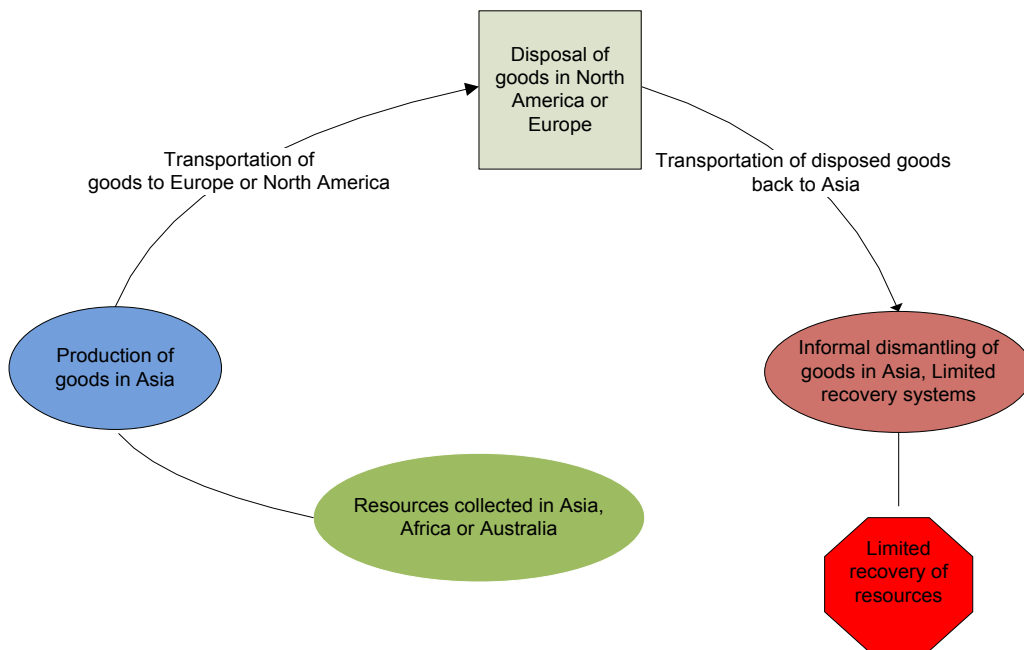 Disposal of
goods in North
America or
Europe
Transportation of
goods to Europe or North America
Transportation of disposed goods
back to Asia
Production of
goods in Asia
Informal dismantling of
goods in Asia, Limited
recovery systems
Resources collected in Asia,
Africa or Australia
Limited
recovery of
resources